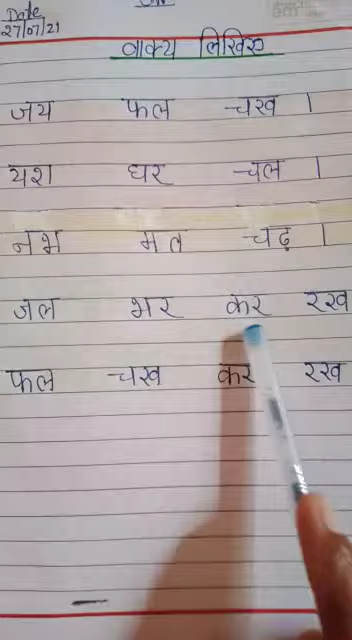 Date
27/07/21
वाक्य लिखिए
जय फल चख ।
यश घर चल ।
नभ मत चढ़ ।
जल भर कर रख
फल चख कर रख